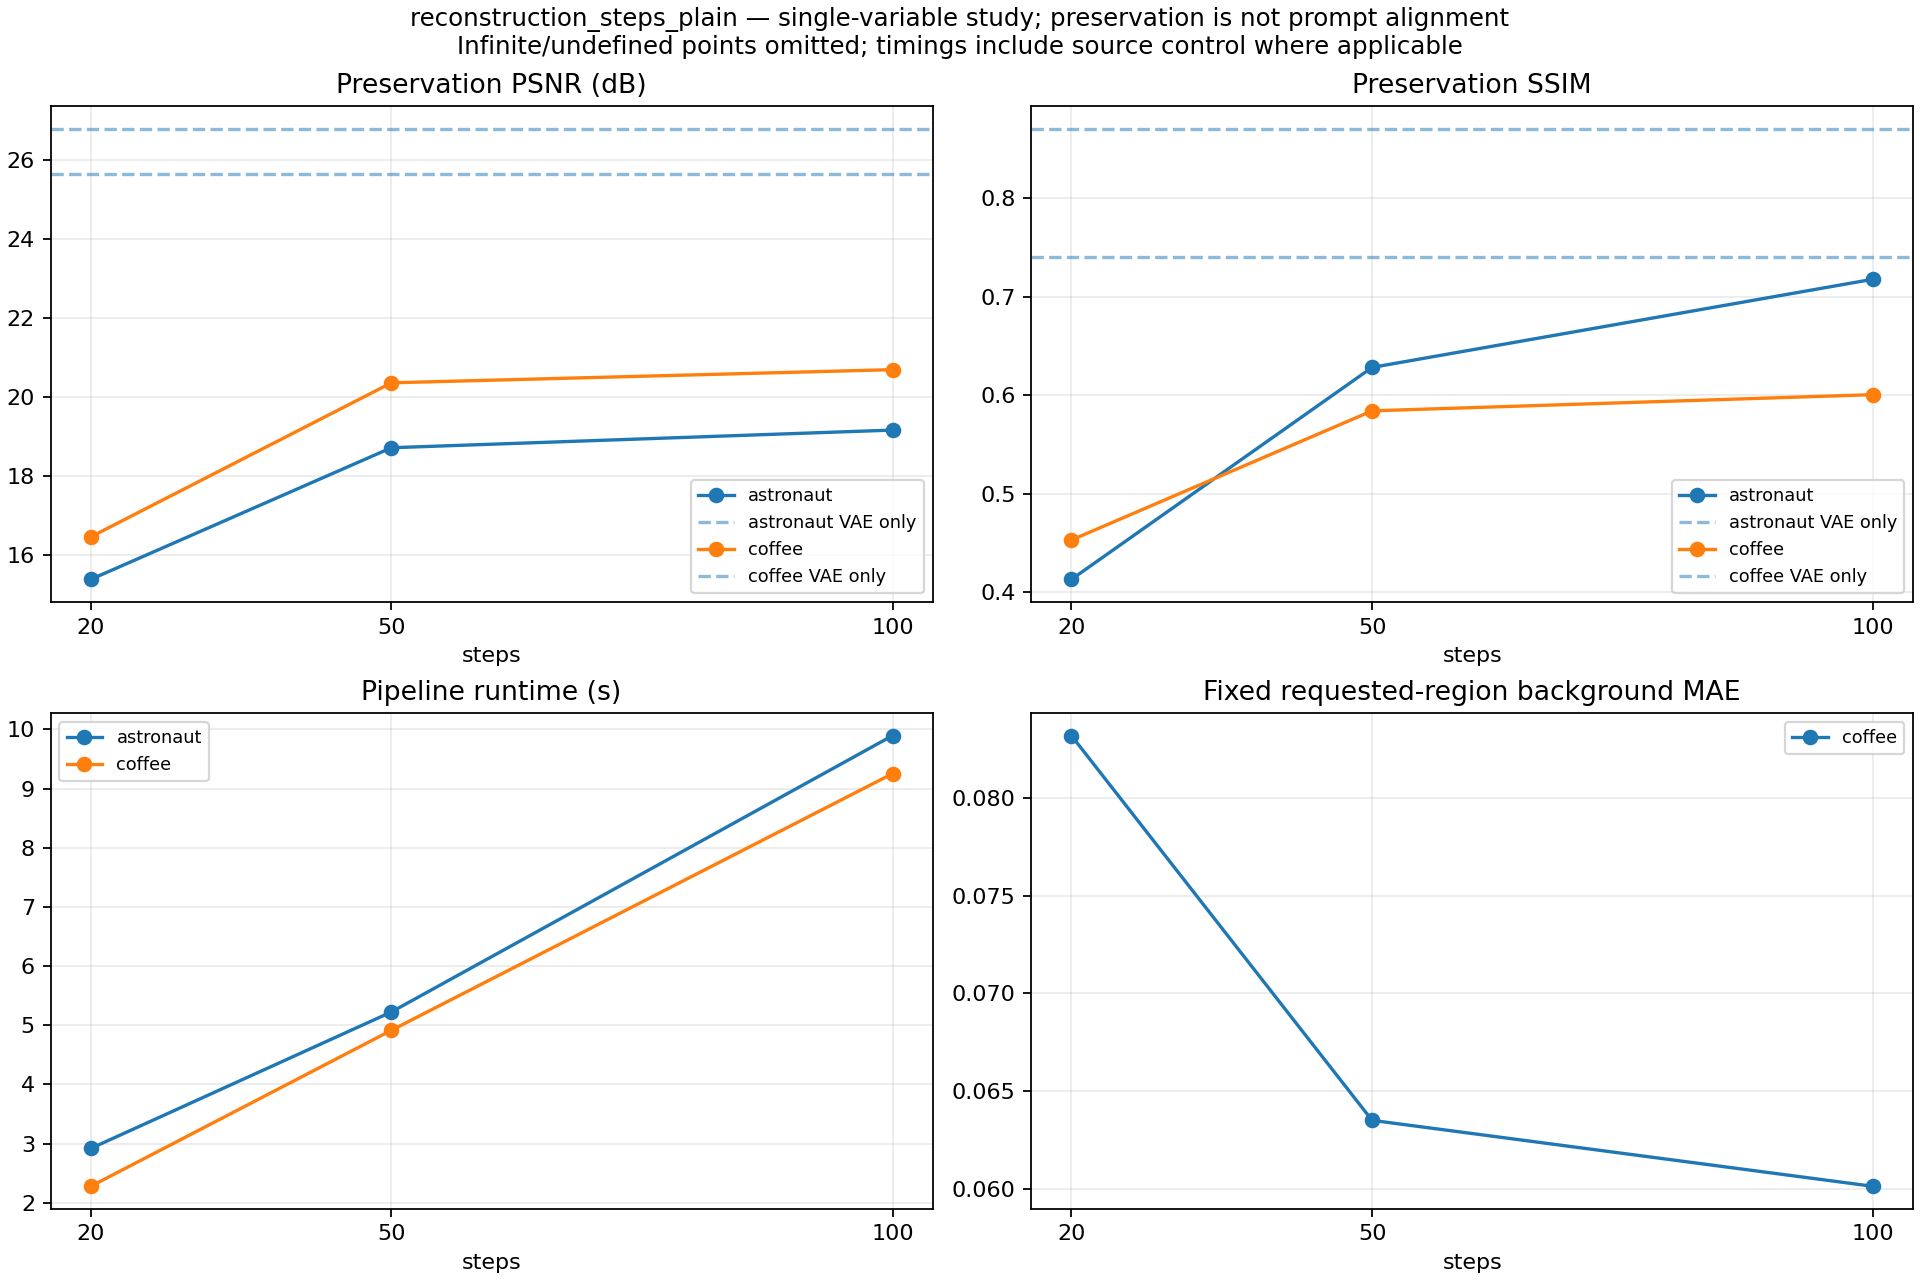 reconstruction_steps_plain — single-variable study; preservation is not prompt alignment
Infinite/undefined points omitted; timings include source control where applicable
Preservation PSNR (dB)
26
24
22
20
18
16
astronaut
astronaut VAE only
coffee
coffee VAE only
20 50 100
steps
Preservation SSIM
0.8
0.7
0.6
0.5
0.4
astronaut
astronaut VAE only
coffee
coffee VAE only
20 50 100
steps
Pipeline runtime (s)
astronaut
coffee
10
9
8
7
6
5
4
3
2
20 50 100
steps
Fixed requested-region background MAE
coffee
0.080
0.075
0.070
0.065
0.060
20 50 100
steps